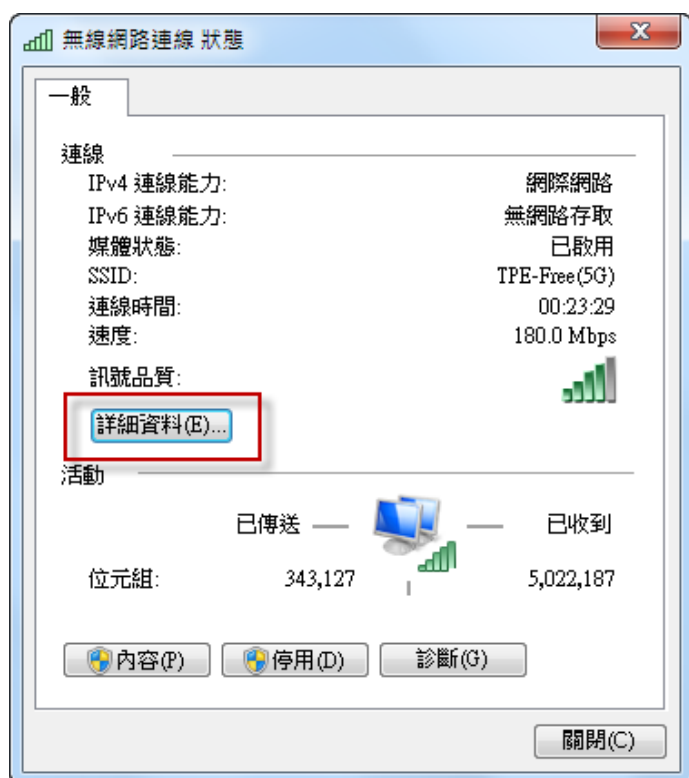 無線網路連線 狀態
一般
連線
IPv4 連線能力: 網際網路
IPv6 連線能力: 無網路存取
媒體狀態: 已啟用
SSID: TPE-Free(5G)
連線時間: 00:23:29
速度: 180.0 Mbps
訊號品質:
詳細資料(E)...
活動
已傳送 — — 已收到
位元組: 343,127 5,022,187
內容(P) 停用(D) 診斷(G)
關閉(C)